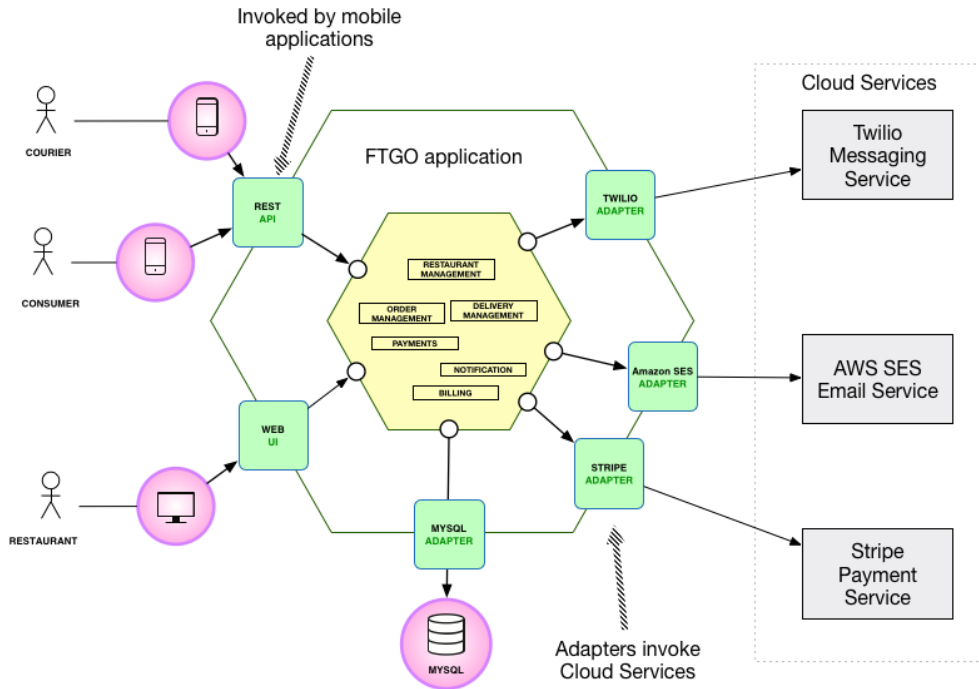 Invoked by mobile
applications
Cloud Services
Twilio
Messaging
Service
COURIER
FTGO application
REST
API
TWILIO
ADAPTER
RESTAURANT
MANAGEMENT
CONSUMER
ORDER
MANAGEMENT
DELIVERY
MANAGEMENT
PAYMENTS
NOTIFICATION
BILLING
Amazon SES
ADAPTER
AWS SES
Email Service
WEB
UI
STRIPE
ADAPTER
RESTAURANT
MYSQL
ADAPTER
Stripe
Payment
Service
MYSQL
Adapters invoke
Cloud Services